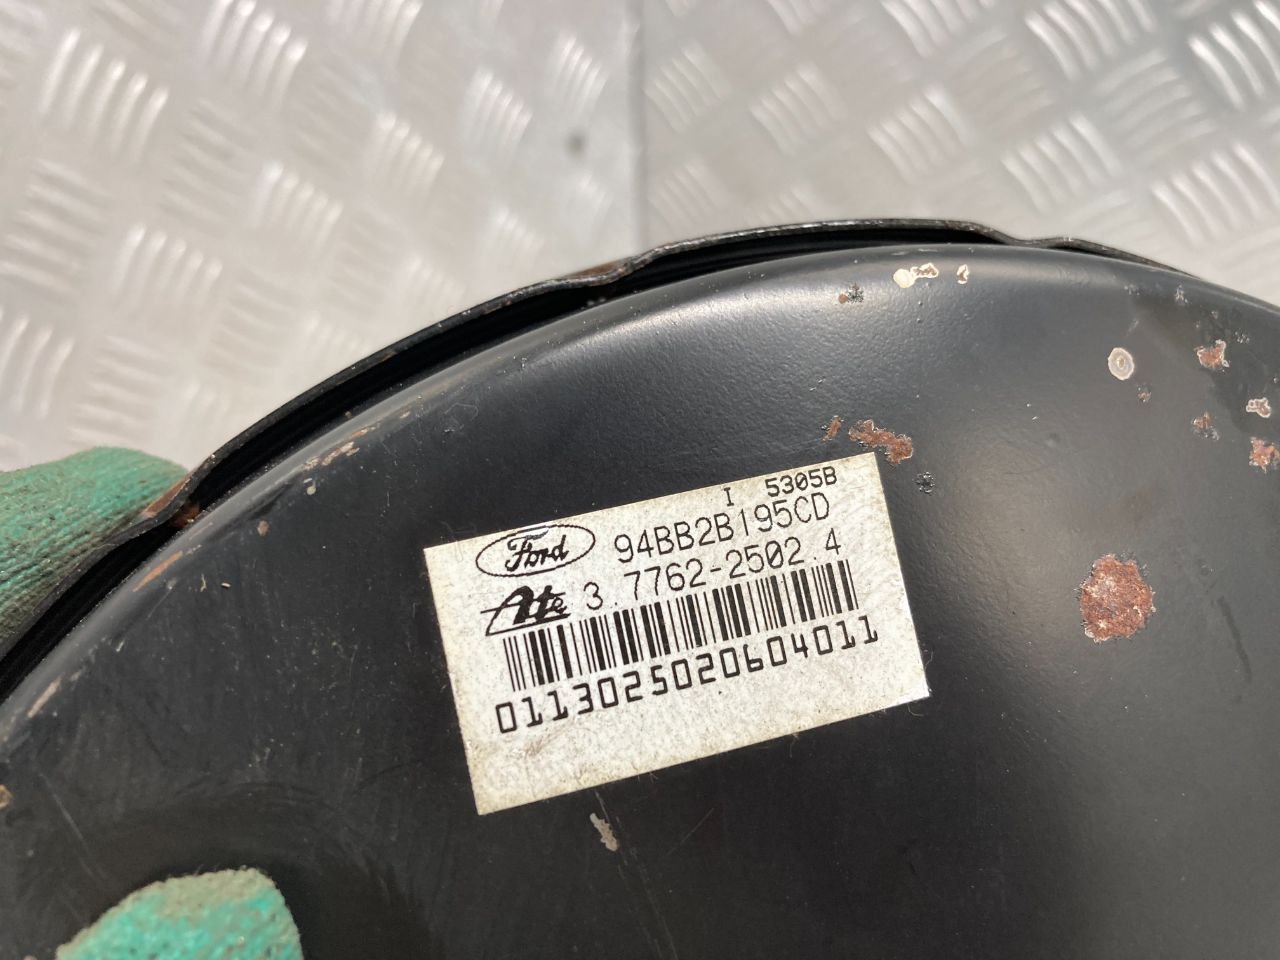 I 5305B
Ford 94BB2B195CD
Ate 3.7762-2502.4
0113025020604011